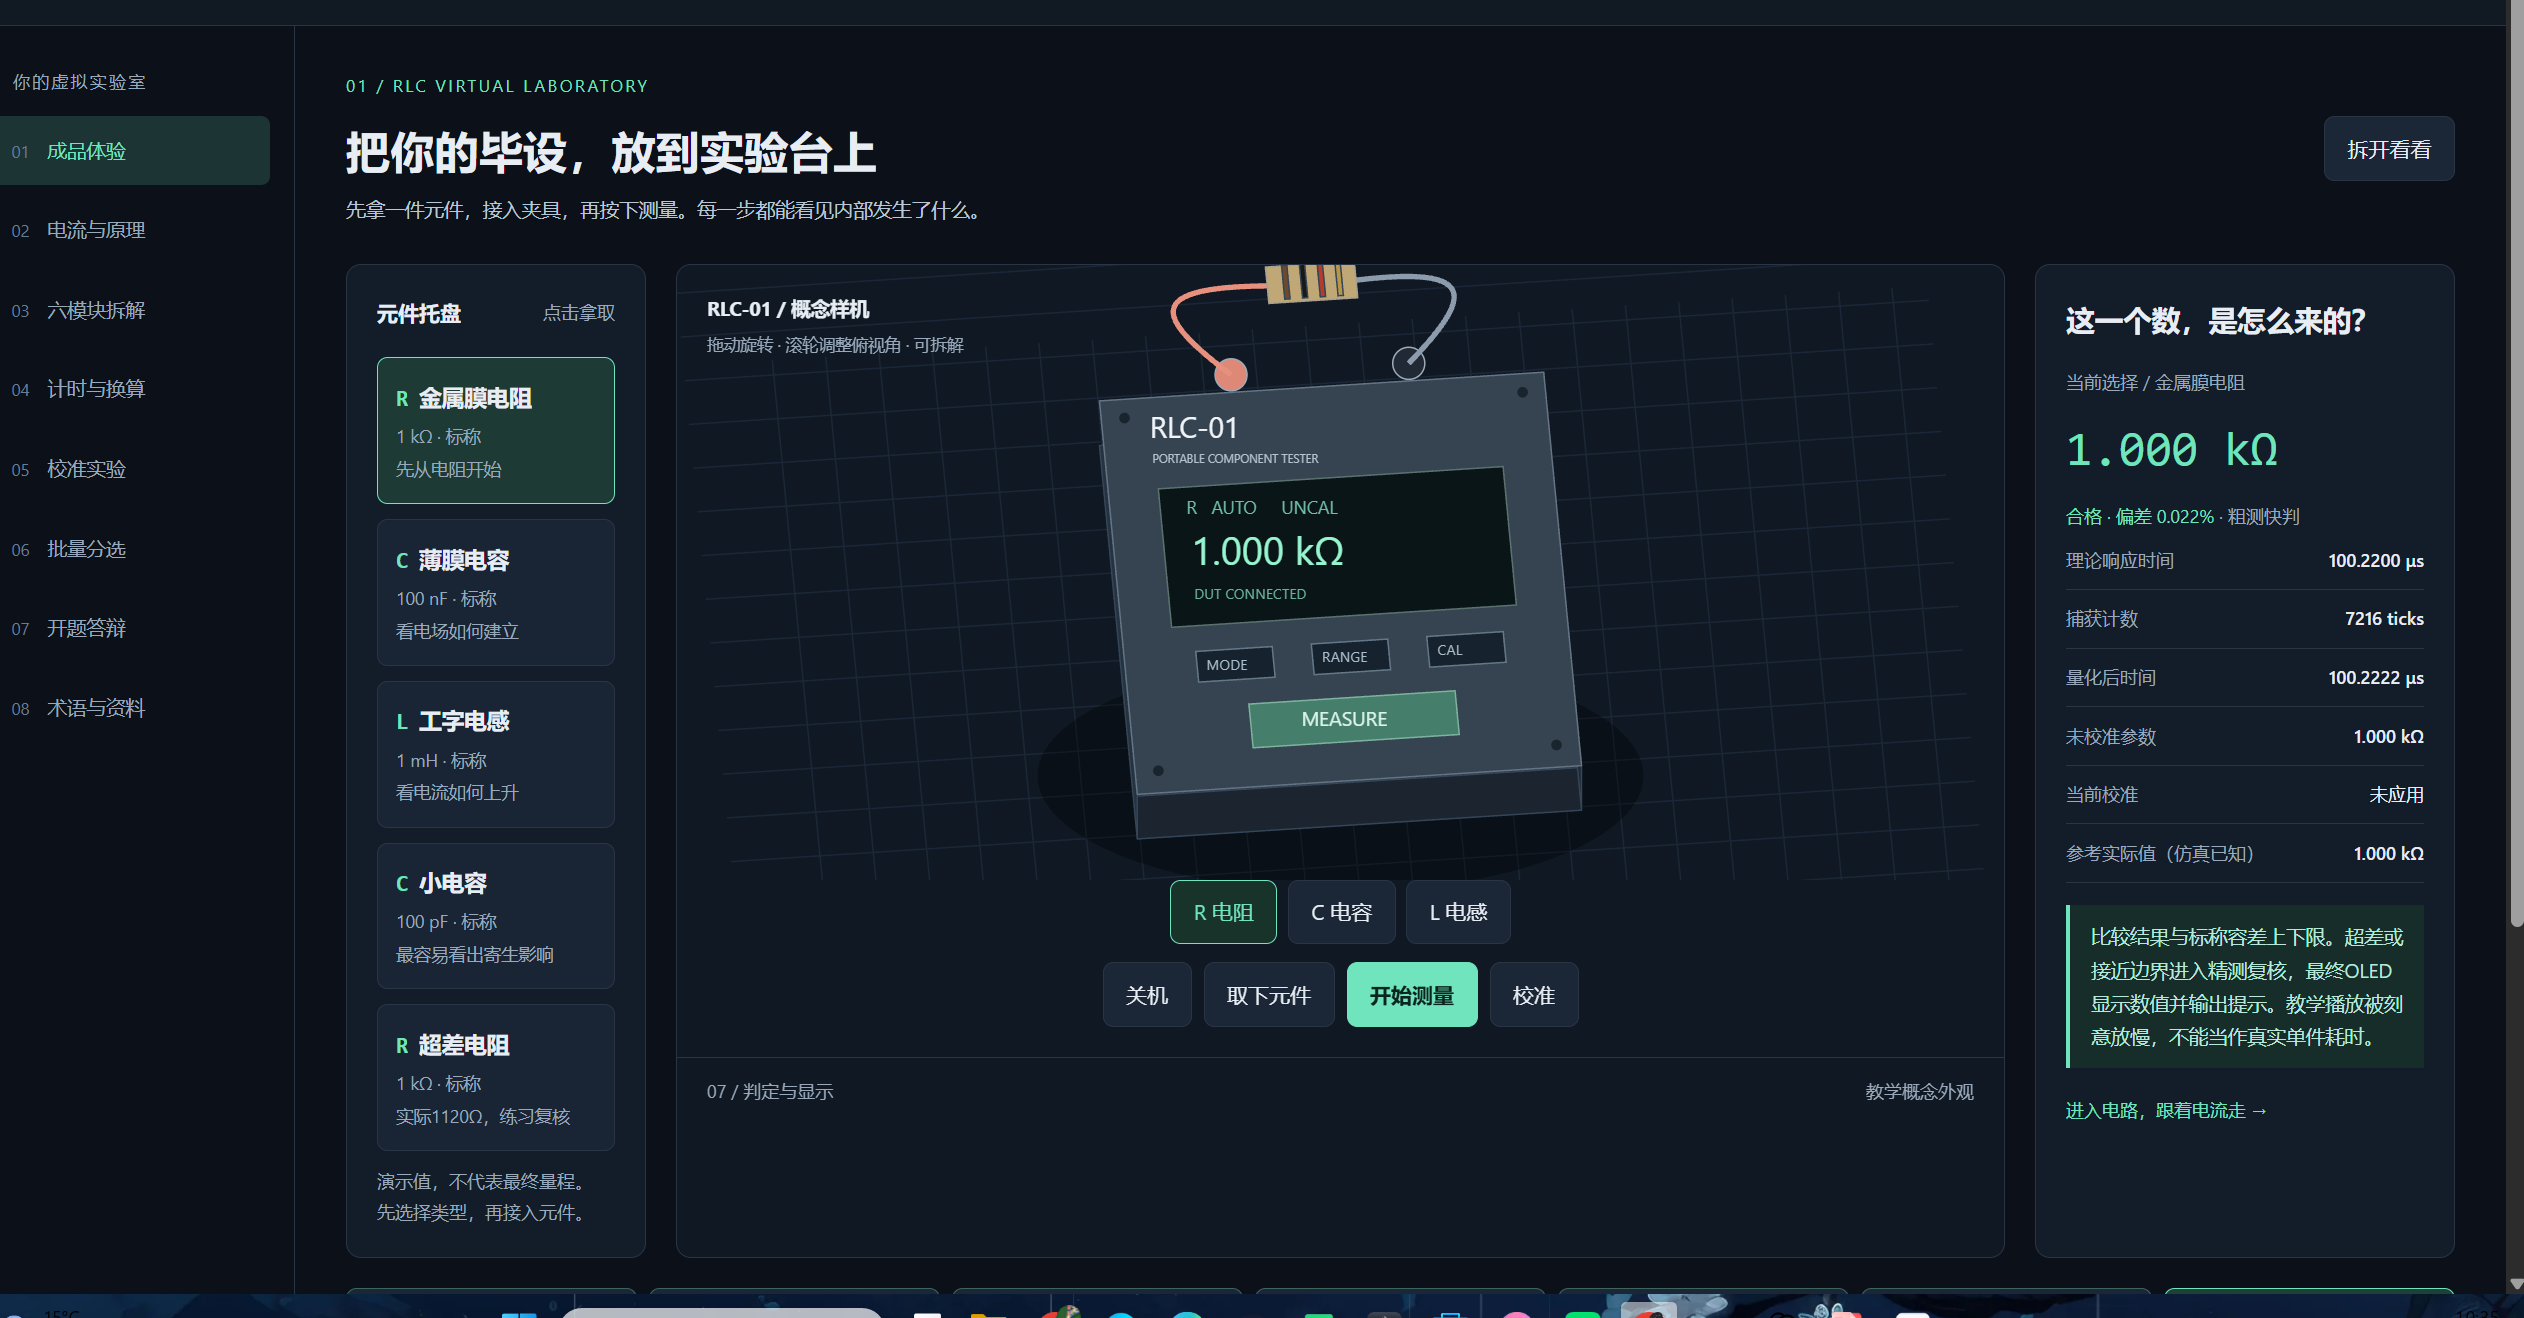 你的虚拟实验室
01 成品体验
02 电流与原理
03 六模块拆解
04 计时与换算
05 校准实验
06 批量分选
07 开题答辩
08 术语与资料
01 / RLC VIRTUAL LABORATORY
把你的毕设，放到实验台上
先拿一件元件，接入夹具，再按下测量。每一步都能看见内部发生了什么。
拆开看看
元件托盘 点击拿取
R 金属膜电阻
1 kΩ · 标称
先从电阻开始
C 薄膜电容
100 nF · 标称
看电场如何建立
L 工字电感
1 mH · 标称
看电流如何上升
C 小电容
100 pF · 标称
最容易看出寄生影响
R 超差电阻
1 kΩ · 标称
实际1120Ω，练习复核
演示值，不代表最终量程。
先选择类型，再接入元件。
RLC-01 / 概念样机
拖动旋转 · 滚轮调整俯视角 · 可拆解
RLC-01
PORTABLE COMPONENT TESTER
R AUTO UNCAL
1.000 kΩ
DUT CONNECTED
MODE RANGE CAL
MEASURE
R 电阻 C 电容 L 电感
关机 取下元件 开始测量 校准
07 / 判定与显示 教学概念外观
这一个数，是怎么来的？
当前选择 / 金属膜电阻
1.000 kΩ
合格 · 偏差 0.022% · 粗测快判
理论响应时间 100.2200 μs
捕获计数 7216 ticks
量化后时间 100.2222 μs
未校准参数 1.000 kΩ
当前校准 未应用
参考实际值（仿真已知） 1.000 kΩ
比较结果与标称容差上下限。超差或
接近边界进入精测复核，最终OLED
显示数值并输出提示。教学播放被刻
意放慢，不能当作真实单件耗时。
进入电路，跟着电流走 →
15°C